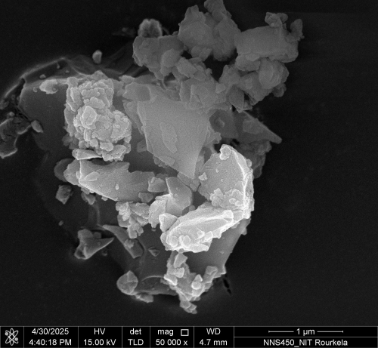 4/30/2025 HV det mag □ WD 1 µm
4:40:18 PM 15.00 kV TLD 50 000 x 4.7 mm NNS450_NIT Rourkela